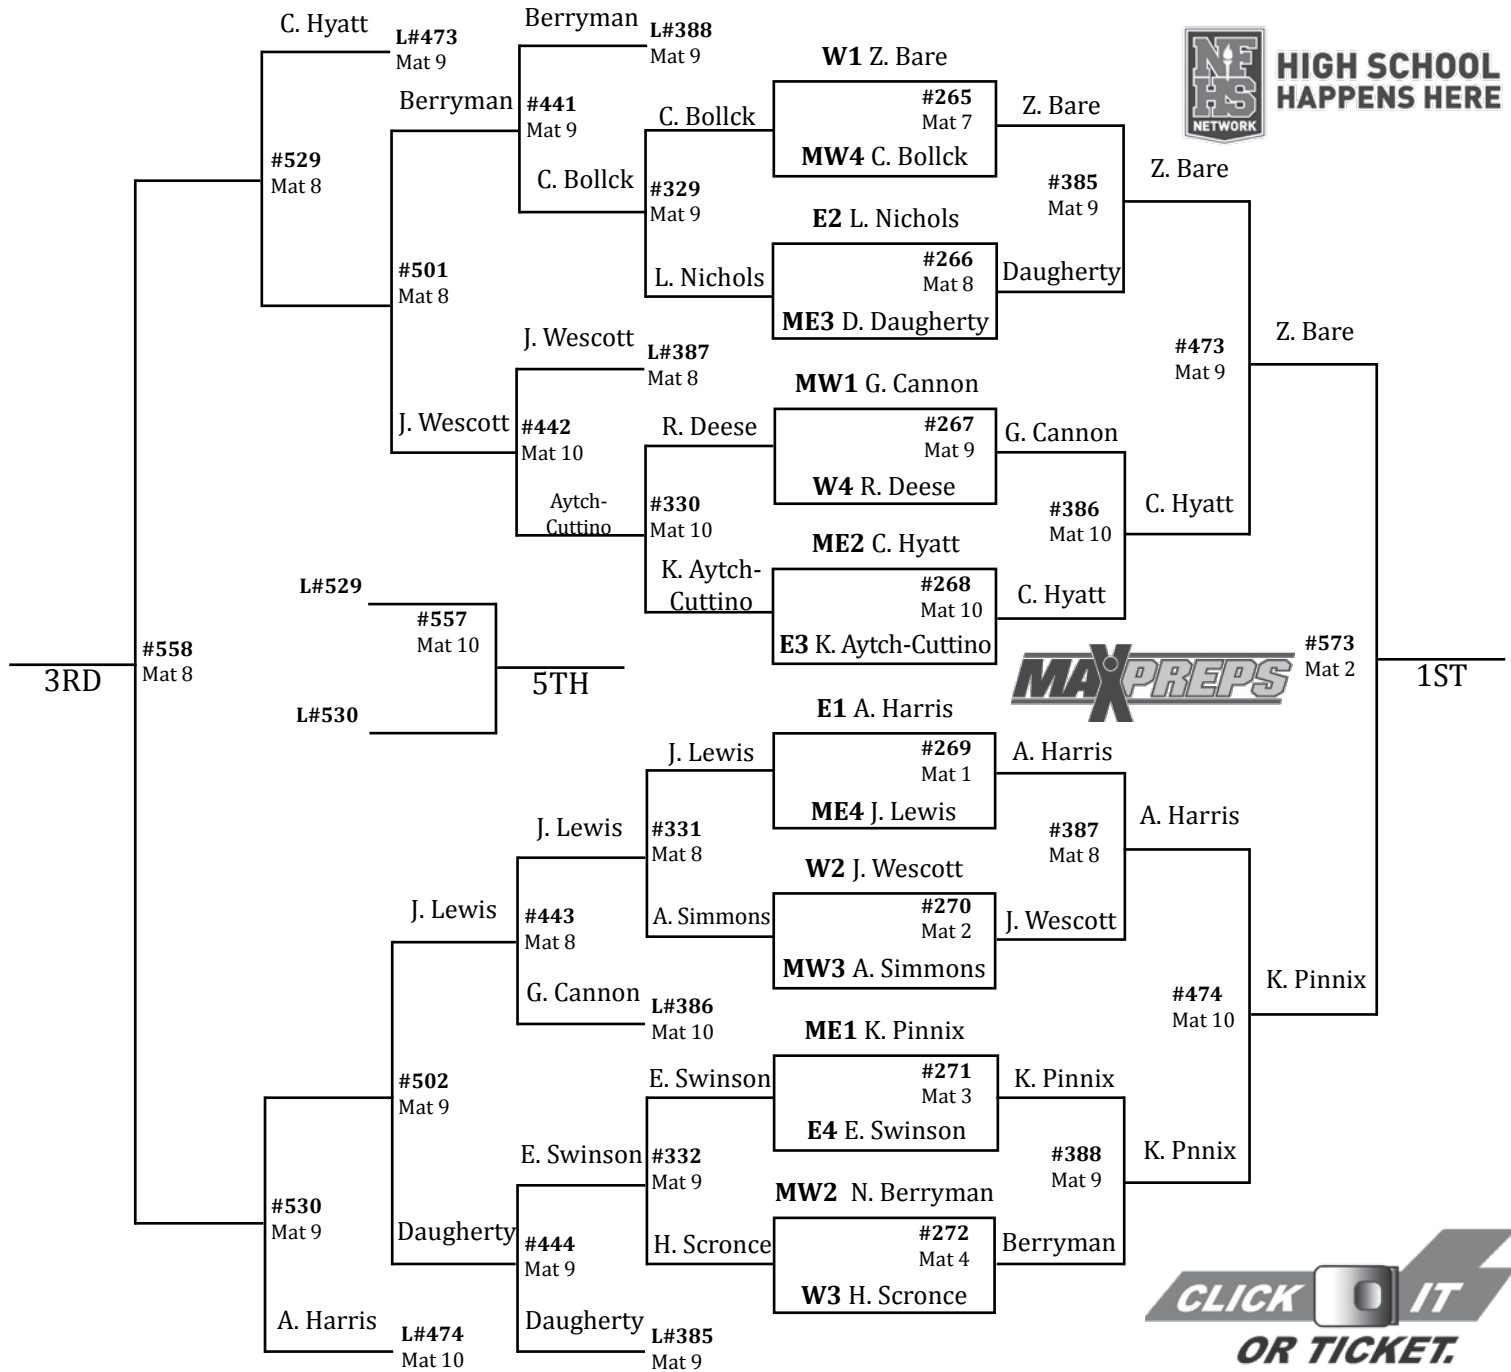 C. Hyatt
L#473
Mat 9
Berryman
L#388
Mat 9
Berryman
#441
Mat 9
C. Bollck
C. Bollck
#329
Mat 9
L. Nichols
#529
Mat 8
#501
Mat 8
J. Wescott
L#387
Mat 8
J. Wescott
#442
Mat 10
Aytch-
Cuttino
R. Deese
#330
Mat 10
K. Aytch-
Cuttino
W1 Z. Bare
#265
Mat 7
MW4 C. Bollck
E2 L. Nichols
#266
Mat 8
ME3 D. Daugherty
MW1 G. Cannon
#267
Mat 9
W4 R. Deese
ME2 C. Hyatt
#268
Mat 10
E3 K. Aytch-Cuttino
Z. Bare
#385
Mat 9
Daugherty
G. Cannon
#386
Mat 10
C. Hyatt
Z. Bare
#473
Mat 9
C. Hyatt
Z. Bare
NF
HS
NETWORK
HIGH SCHOOL
HAPPENS HERE
L#529
#557
Mat 10
L#530
5TH
#558
Mat 8
3RD
MAXPREPS
#573
Mat 2
1ST
E1 A. Harris
#269
Mat 1
ME4 J. Lewis
W2 J. Wescott
#270
Mat 2
MW3 A. Simmons
ME1 K. Pinnix
#271
Mat 3
E4 E. Swinson
MW2 N. Berryman
#272
Mat 4
W3 H. Scronce
J. Lewis
#331
Mat 8
A. Simmons
J. Lewis
#443
Mat 8
G. Cannon
L#386
Mat 10
J. Lewis
#502
Mat 9
E. Swinson
#332
Mat 9
H. Scronce
E. Swinson
#444
Mat 9
Daugherty
L#385
Mat 9
Daugherty
#530
Mat 9
A. Harris
L#474
Mat 10
A. Harris
#387
Mat 8
J. Wescott
K. Pinnix
#388
Mat 9
Berryman
A. Harris
#474
Mat 10
K. Pnnix
K. Pinnix
CLICK IT
OR TICKET.